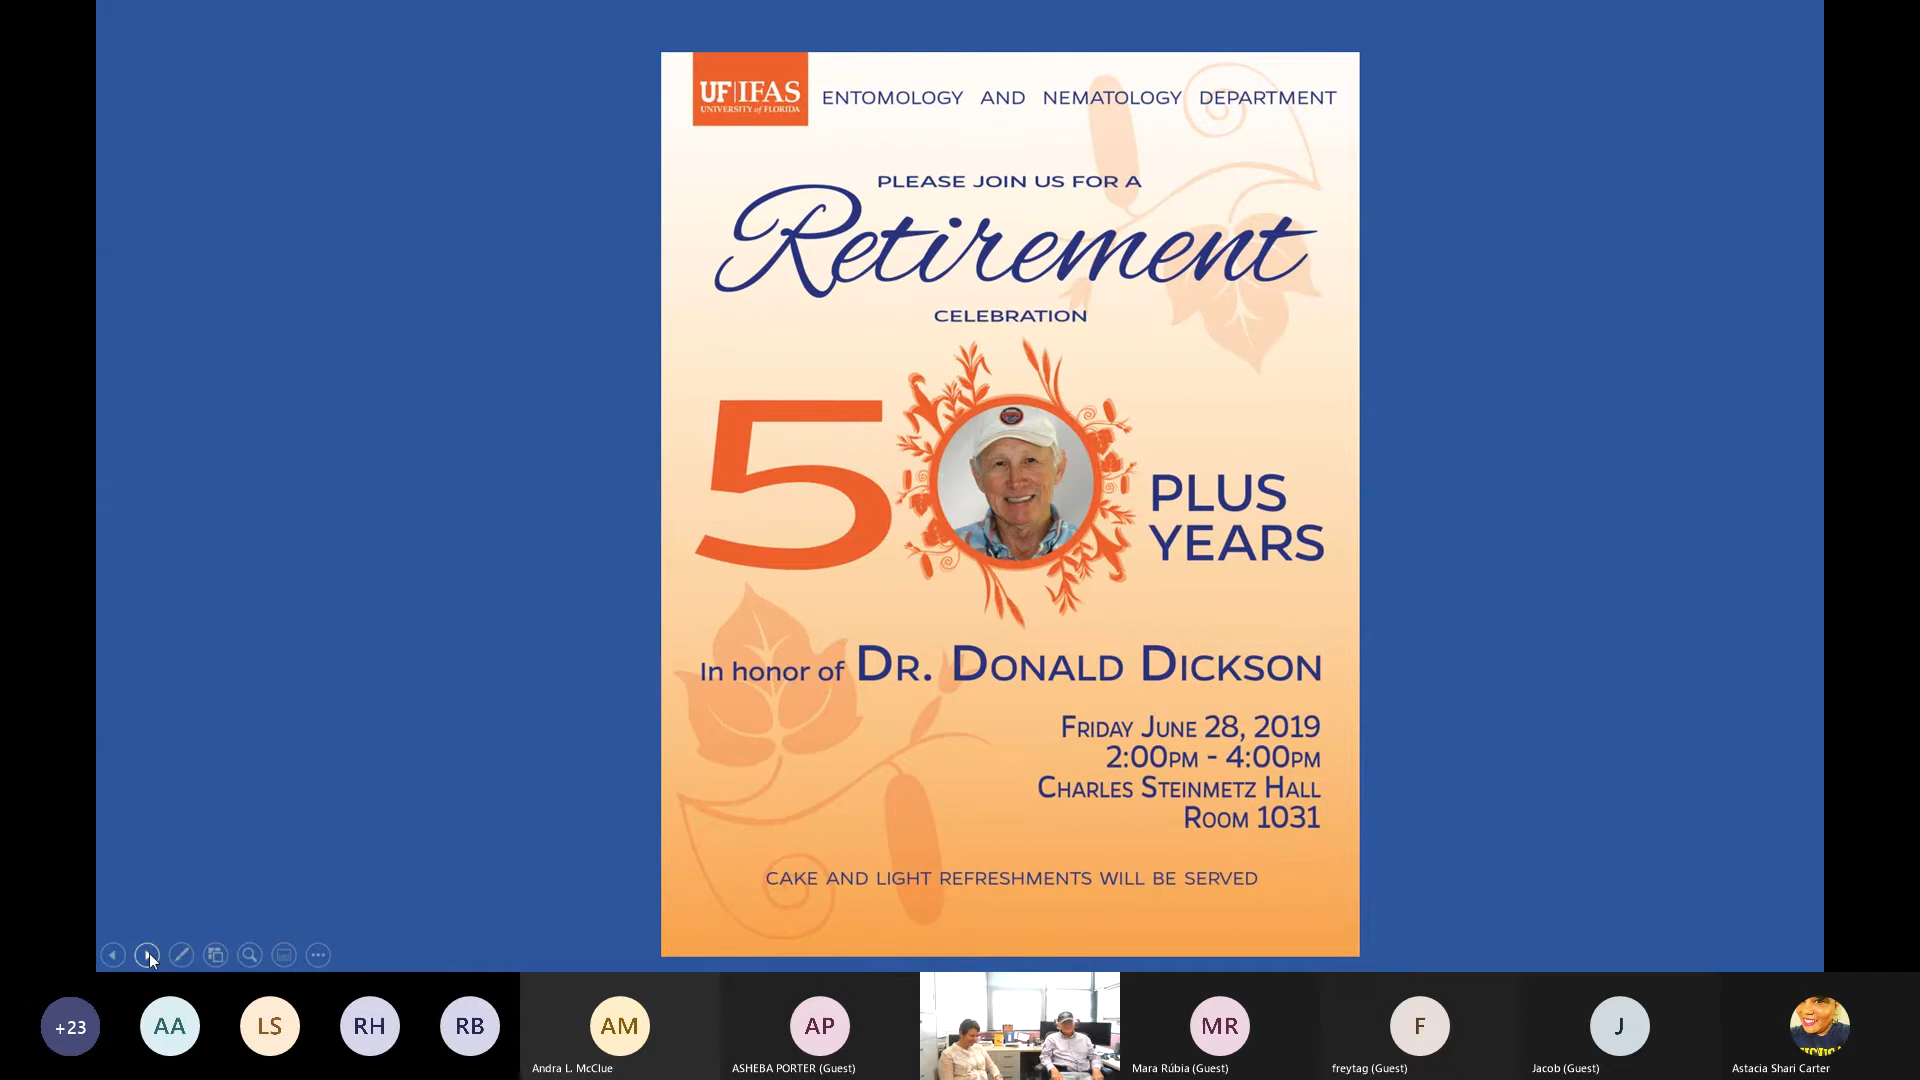 UF|IFAS
UNIVERSITY of FLORIDA
ENTOMOLOGY AND NEMATOLOGY DEPARTMENT
PLEASE JOIN US FOR A
Retirement
CELEBRATION
5
PLUS
YEARS
In honor of DR. DONALD DICKSON
FRIDAY JUNE 28, 2019
2:00PM - 4:00PM
CHARLES STEINMETZ HALL
ROOM 1031
CAKE AND LIGHT REFRESHMENTS WILL BE SERVED
+23
AA
LS
RH
RB
AM
Andra L. McClue
AP
ASHEBA PORTER (Guest)
MR
Mara Rúbia (Guest)
F
freytag (Guest)
J
Jacob (Guest)
Astacia Shari Carter